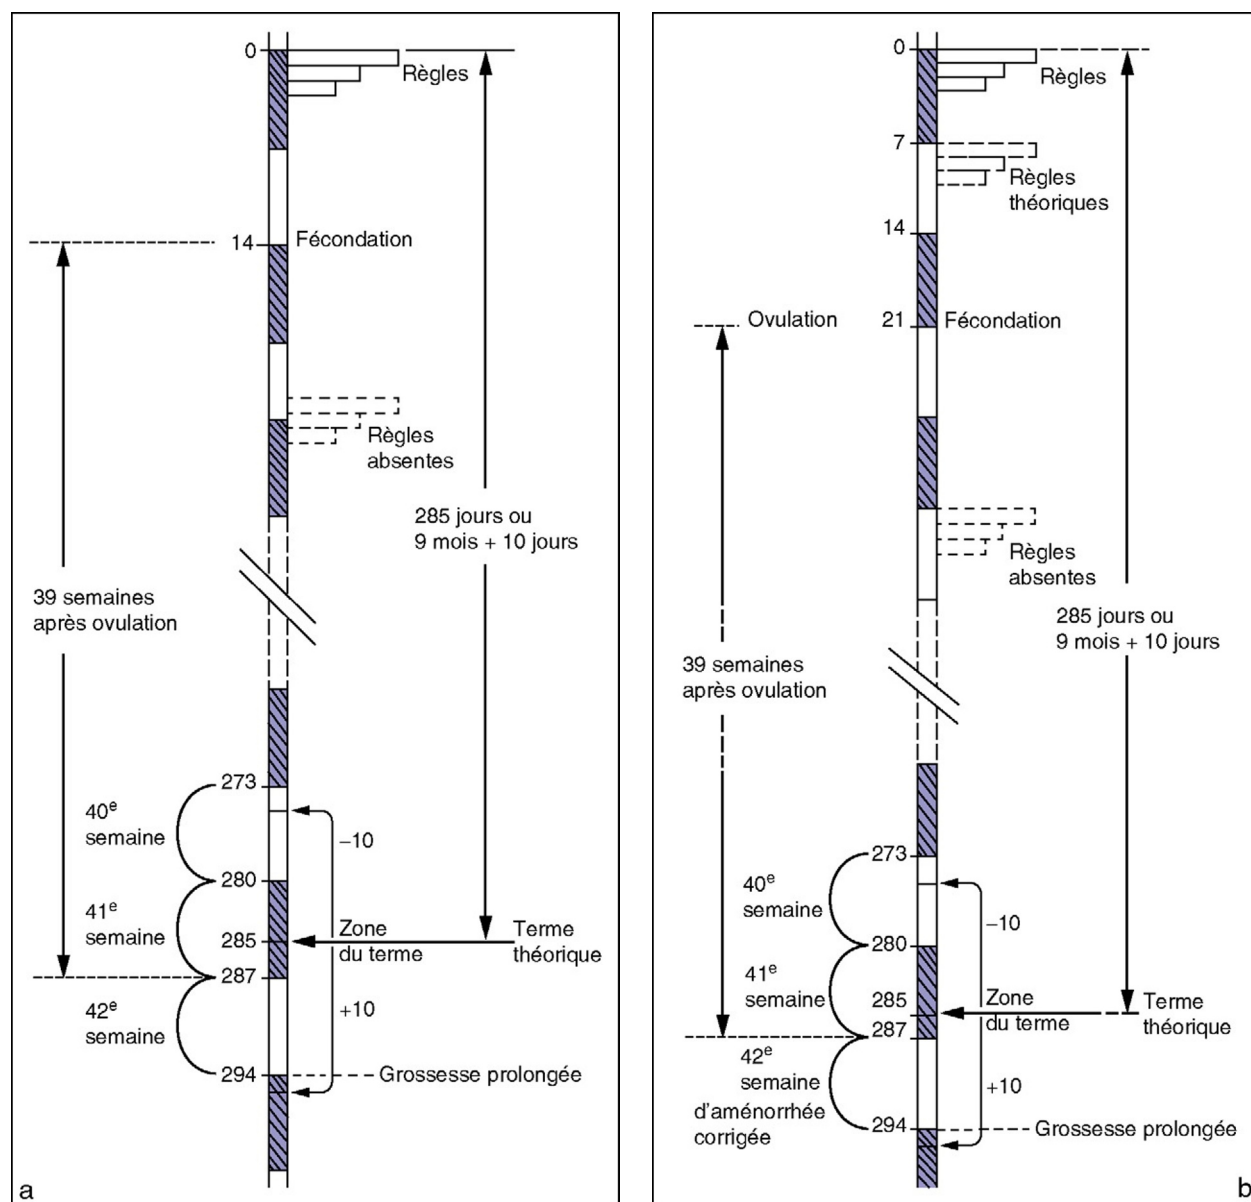 0
Règles
14
Fécondation
Règles
absentes
285 jours ou
9 mois + 10 jours
39 semaines
après ovulation
273
40e
semaine
–10
280
41e
semaine
285
Zone
du terme
Terme
théorique
287
42e
semaine
+10
294
Grossesse prolongée
a
0
Règles
7
Règles
théoriques
14
Ovulation
21
Fécondation
Règles
absentes
285 jours ou
9 mois + 10 jours
39 semaines
après ovulation
273
40e
semaine
–10
280
41e
semaine
285
Zone
du terme
Terme
théorique
287
42e
semaine
d'aménorrhée
corrigée
+10
294
Grossesse prolongée
b